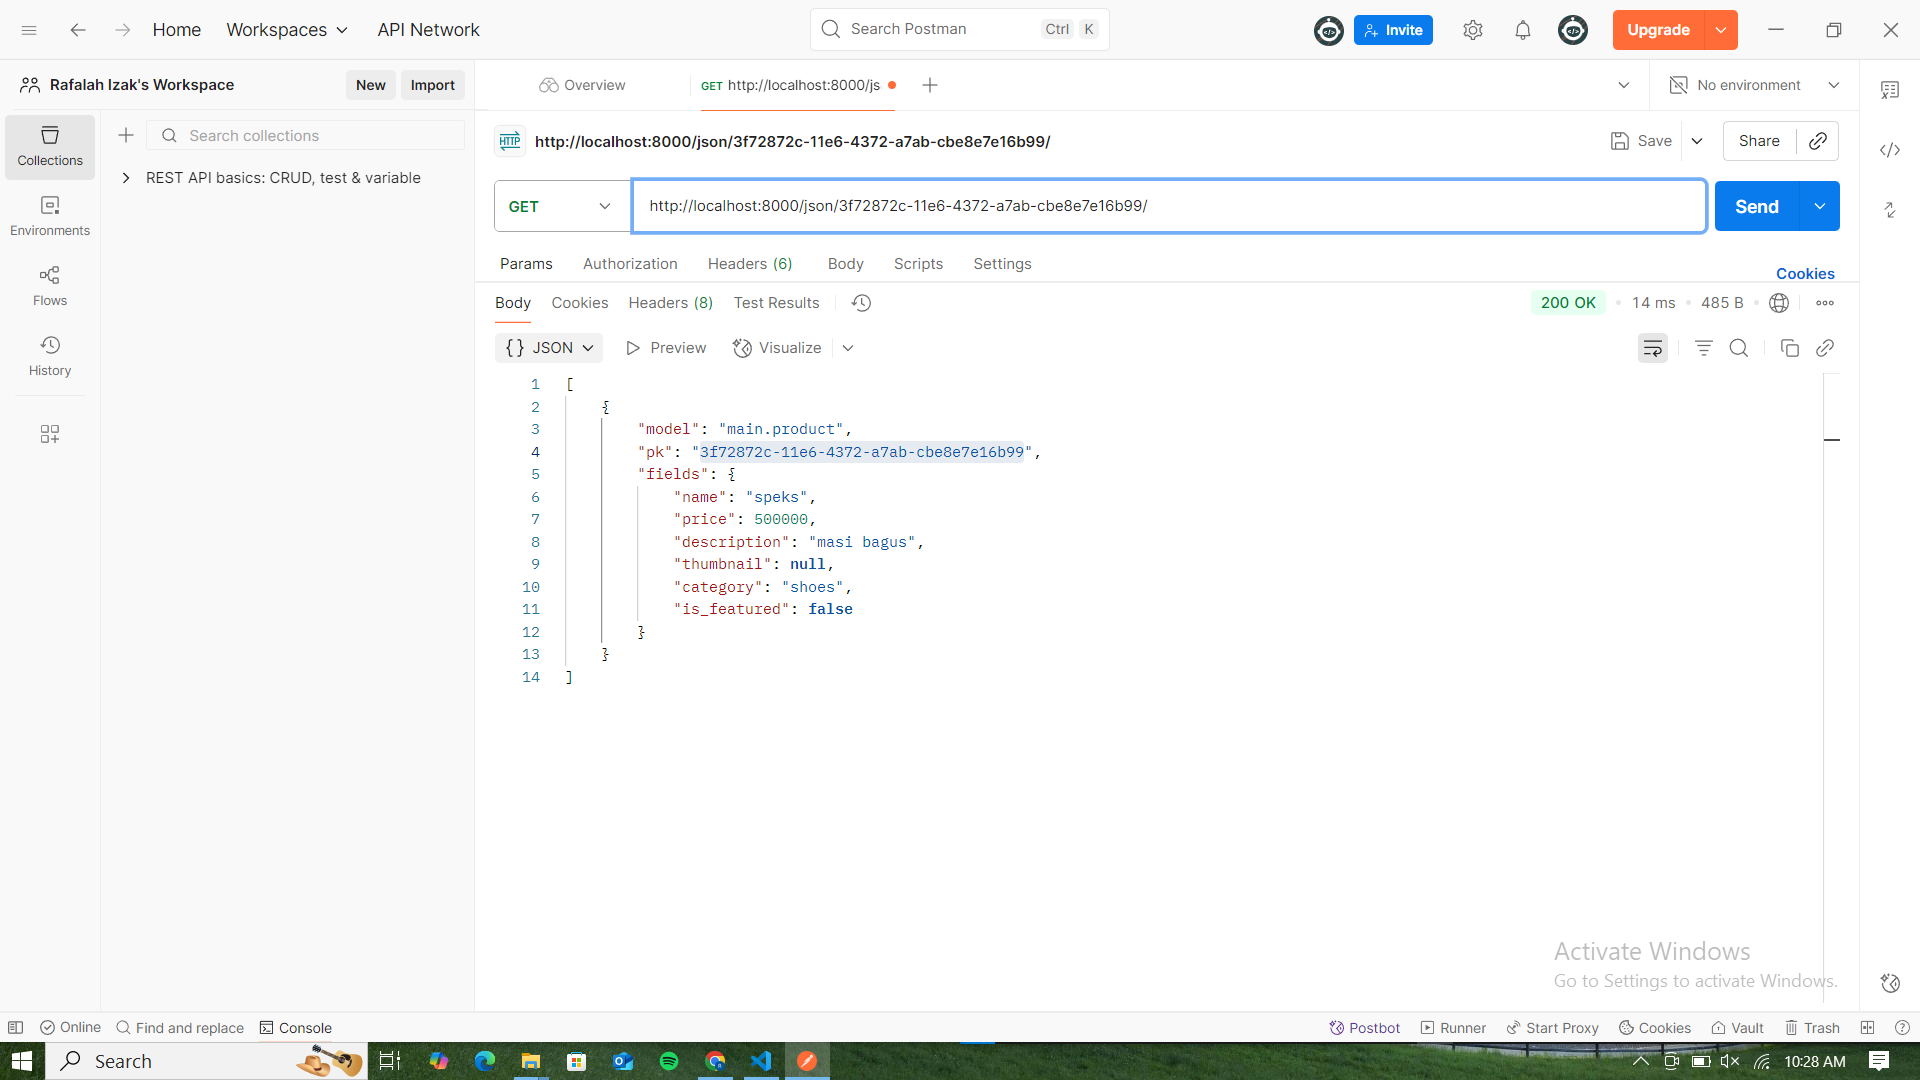 Home
Workspaces
API Network
Search Postman
Ctrl K
Invite
Upgrade
Rafalah Izak's Workspace
New
Import
Overview
GET http://localhost:8000/js
No environment
Collections
Environments
Flows
History
Search collections
REST API basics: CRUD, test & variable
HTTP
http://localhost:8000/json/3f72872c-11e6-4372-a7ab-cbe8e7e16b99/
Save
Share
GET
http://localhost:8000/json/3f72872c-11e6-4372-a7ab-cbe8e7e16b99/
Send
Params Authorization Headers (6) Body Scripts Settings
Cookies
Body Cookies Headers (8) Test Results
200 OK • 14 ms • 485 B
{} JSON
Preview
Visualize
1 [
2 {
3 "model": "main.product",
4 "pk": "3f72872c-11e6-4372-a7ab-cbe8e7e16b99",
5 "fields": {
6 "name": "speks",
7 "price": 500000,
8 "description": "masi bagus",
9 "thumbnail": null,
10 "category": "shoes",
11 "is_featured": false
12 }
13 }
14 ]
Activate Windows
Go to Settings to activate Windows.
Online
Find and replace
Console
Postbot
Runner
Start Proxy
Cookies
Vault
Trash
Search
10:28 AM